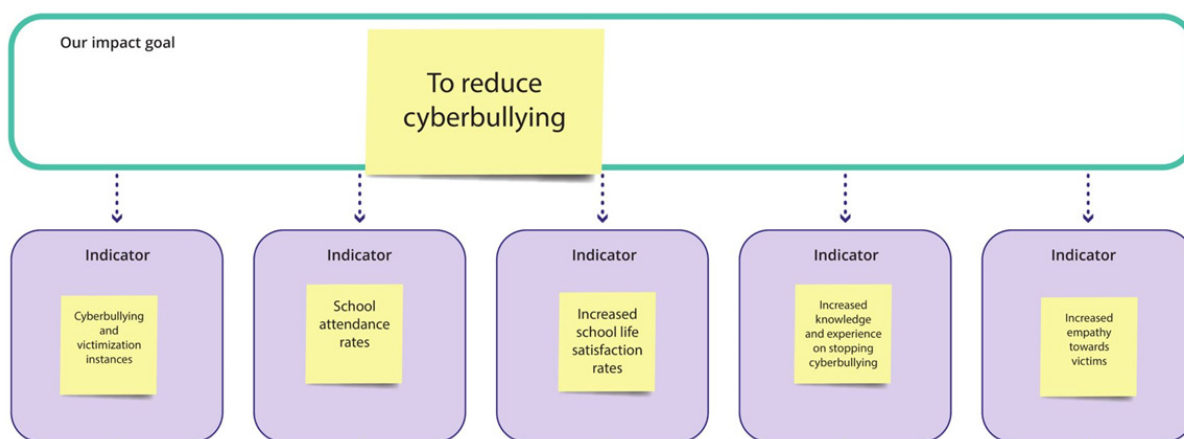 Our impact goal
To reduce
cyberbullying
Indicator
Cyberbullying
and
victimization
instances
Indicator
School
attendance
rates
Indicator
Increased
school life
satisfaction
rates
Indicator
Increased
knowledge
and experience
on stopping
cyberbullying
Indicator
Increased
empathy
towards
victims